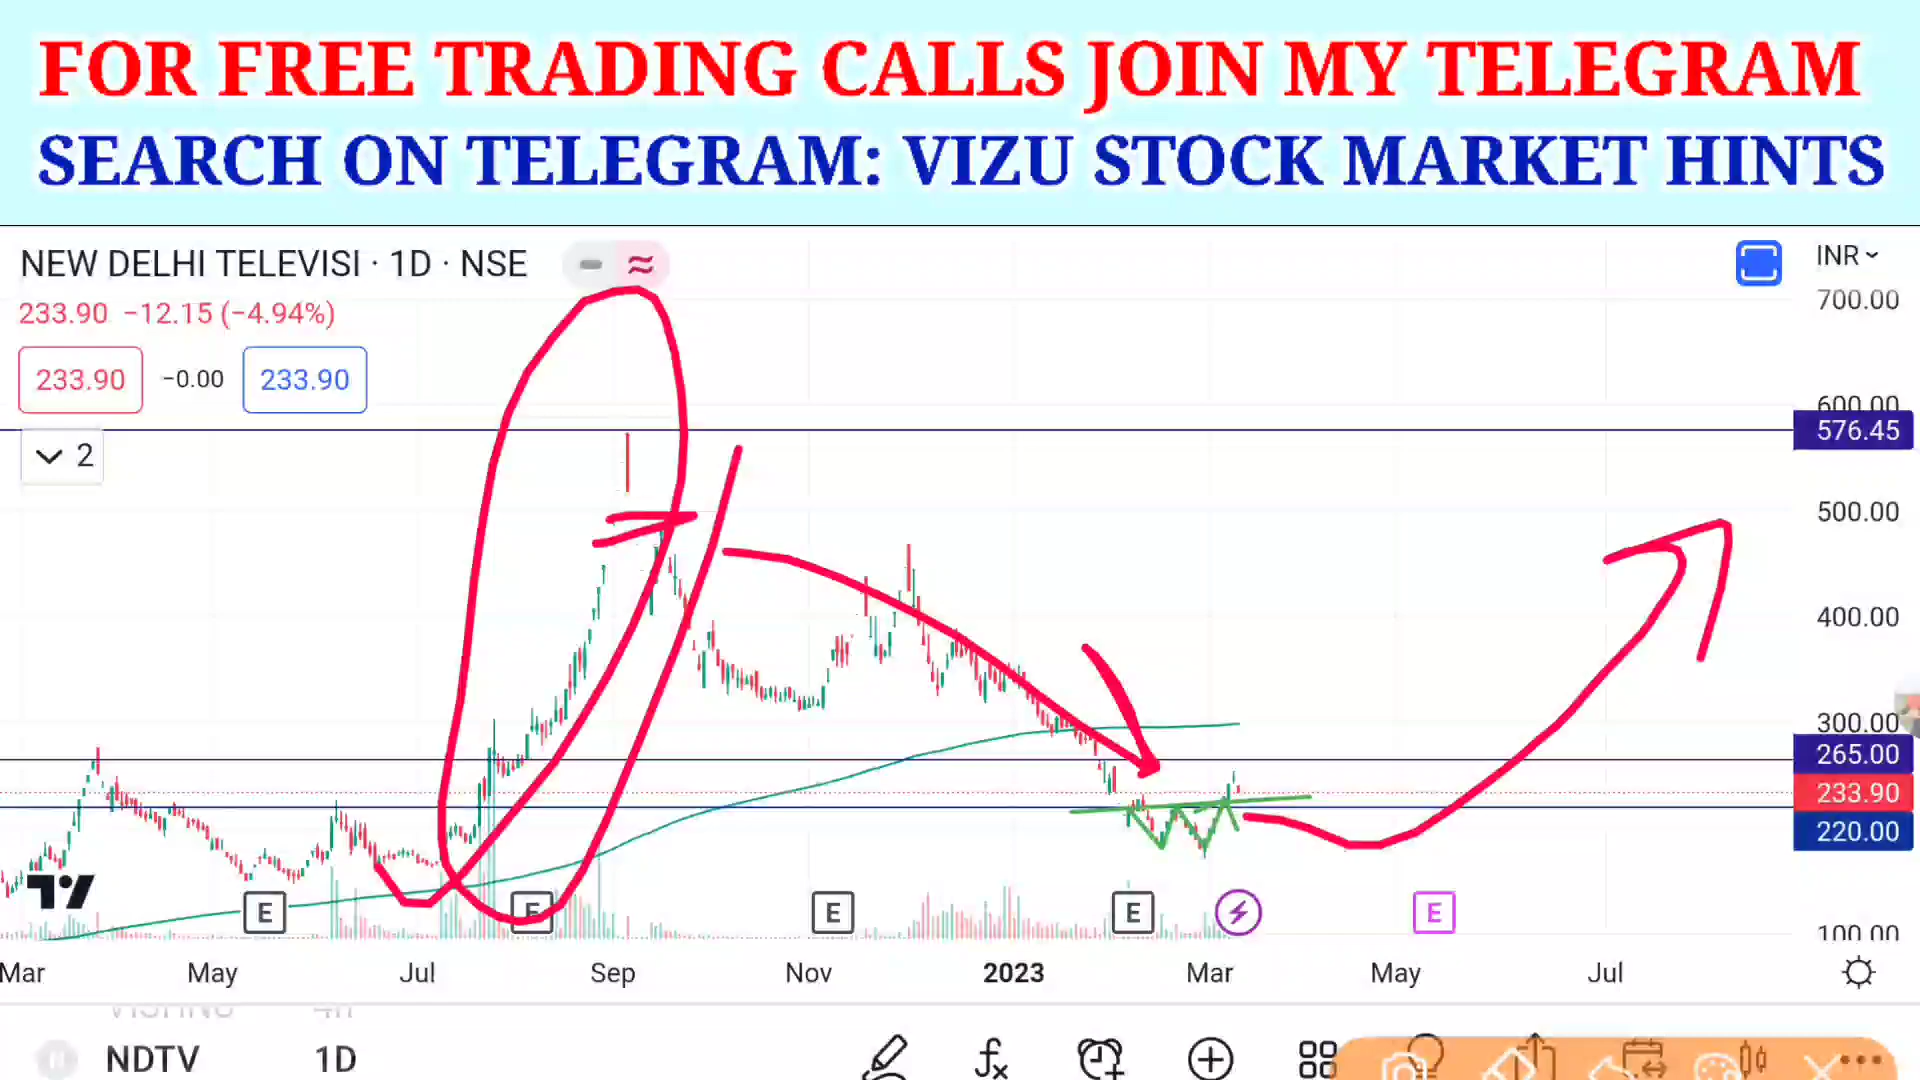 FOR FREE TRADING CALLS JOIN MY TELEGRAM
SEARCH ON TELEGRAM: VIZU STOCK MARKET HINTS
NEW DELHI TELEVISI · 1D · NSE
INR
233.90 −12.15 (−4.94%)
700.00
233.90 −0.00 233.90
600.00
576.45
2
500.00
400.00
300.00
265.00
233.90
220.00
E E E E E
100.00
Mar May Jul Sep Nov 2023 Mar May Jul
VISHNU 4h
NDTV 1D